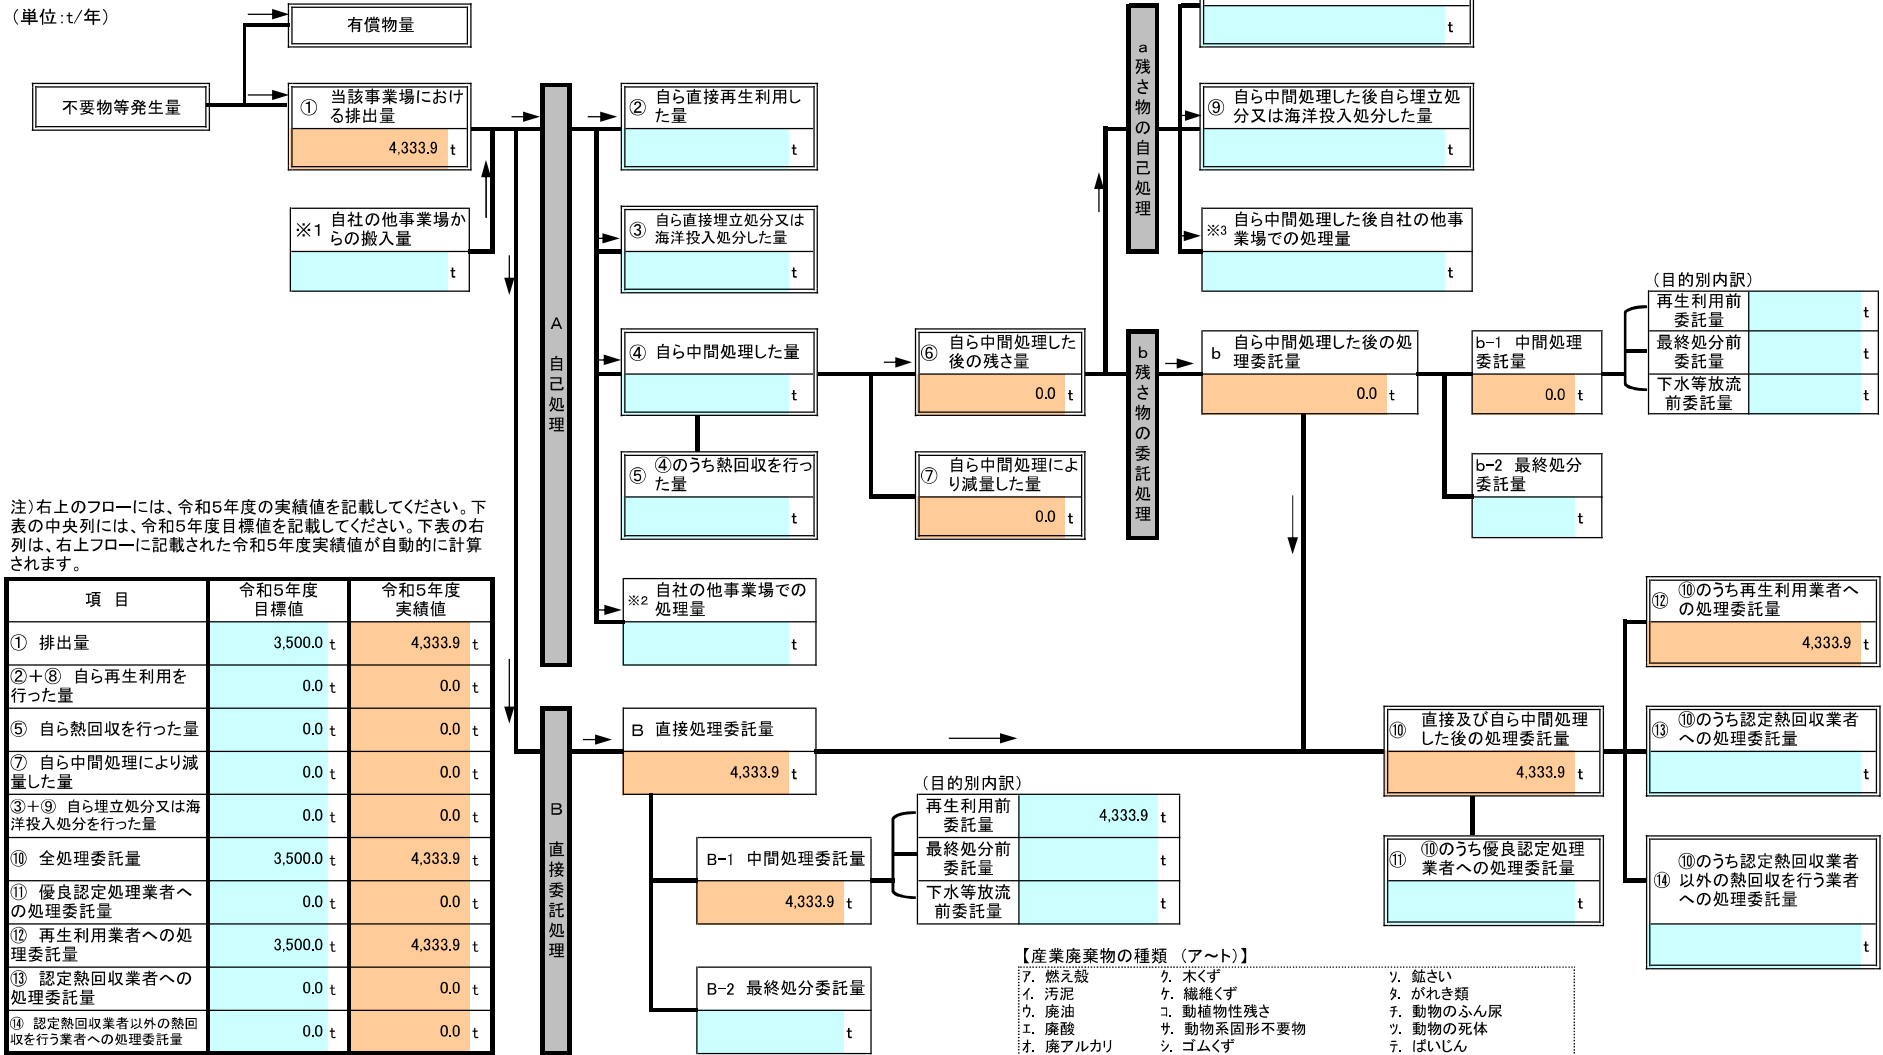 (単位:t/年)
有償物量
不要物等発生量
① 当該事業場におけ
る排出量
4,333.9 t
※1 自社の他事業場か
らの搬入量
t
A 自己処理
② 自ら直接再生利用し
た量
t
③ 自ら直接埋立処分又は
海洋投入処分した量
t
④ 自ら中間処理した量
t
⑤ ④のうち熱回収を行っ
た量
t
※2 自社の他事業場での
処理量
t
⑥ 自ら中間処理した
後の残さ量
0.0 t
⑦ 自ら中間処理によ
り減量した量
0.0 t
a 残さ物の自己処理
t
⑨ 自ら中間処理した後自ら埋立処
分又は海洋投入処分した量
t
※3 自ら中間処理した後自社の他事
業場での処理量
t
b 残さ物の委託処理
b 自ら中間処理した後の処
理委託量
0.0 t
b-1 中間処理
委託量
0.0 t
(目的別内訳)
再生利用前
委託量
t
最終処分前
委託量
t
下水等放流
前委託量
t
b-2 最終処分
委託量
t
注)右上のフローには、令和5年度の実績値を記載してください。下
表の中央列には、令和5年度目標値を記載してください。下表の右
列は、右上フローに記載された令和5年度実績値が自動的に計算
されます。
項 目 令和5年度 令和5年度
目標値 実績値
① 排出量 3,500.0 t 4,333.9 t
②+⑧ 自ら再生利用を
行った量 0.0 t 0.0 t
⑤ 自ら熱回収を行った量 0.0 t 0.0 t
⑦ 自ら中間処理により減
量した量 0.0 t 0.0 t
③+⑨ 自ら埋立処分又は海
洋投入処分を行った量 0.0 t 0.0 t
⑩ 全処理委託量 3,500.0 t 4,333.9 t
⑪ 優良認定処理業者へ
の処理委託量 0.0 t 0.0 t
⑫ 再生利用業者への処
理委託量 3,500.0 t 4,333.9 t
⑬ 認定熱回収業者への
処理委託量 0.0 t 0.0 t
⑭ 認定熱回収業者以外の熱回
収を行う業者への処理委託量 0.0 t 0.0 t
B 直接委託処理
B 直接処理委託量
4,333.9 t
B-1 中間処理委託量
4,333.9 t
(目的別内訳)
再生利用前
委託量
4,333.9 t
最終処分前
委託量
t
下水等放流
前委託量
t
B-2 最終処分委託量
t
⑩ 直接及び自ら中間処理
した後の処理委託量
4,333.9 t
⑪ ⑩のうち優良認定処理
業者への処理委託量
t
⑫ ⑩のうち再生利用業者へ
の処理委託量
4,333.9 t
⑬ ⑩のうち認定熱回収業者
への処理委託量
t
⑭ ⑩のうち認定熱回収業者
以外の熱回収を行う業者
への処理委託量
t
【産業廃棄物の種類 (ア~ト)】
ア. 燃え殻 ク. 木くず ソ. 鉱さい
イ. 汚泥 ケ. 繊維くず タ. がれき類
ウ. 廃油 コ. 動植物性残さ チ. 動物のふん尿
エ. 廃酸 サ. 動物系固形不要物 ツ. 動物の死体
オ. 廃アルカリ シ. ゴムくず テ. ばいじん